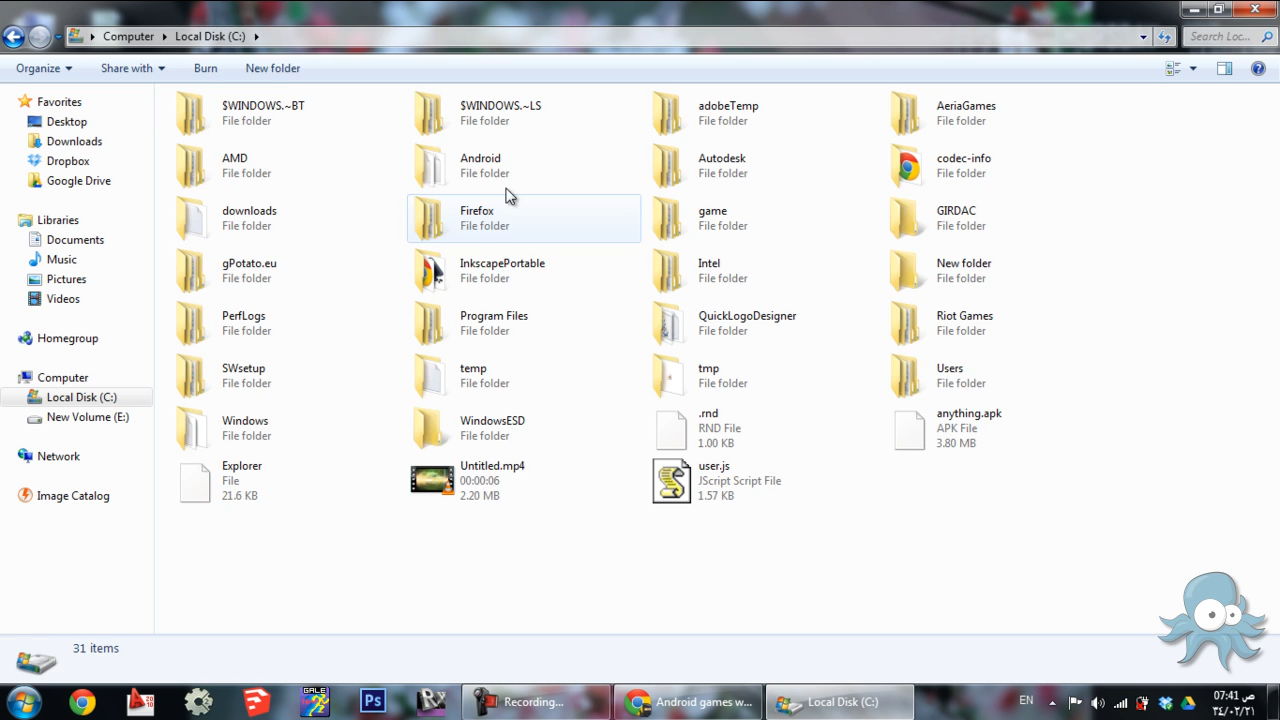 Computer
Local Disk (C:)
Search Loc...
Organize
Share with
Burn
New folder
Favorites
Desktop
Downloads
Dropbox
Google Drive
Libraries
Documents
Music
Pictures
Videos
Homegroup
Computer
Local Disk (C:)
New Volume (E:)
Network
Image Catalog
$WINDOWS.~BT
File folder
$WINDOWS.~LS
File folder
adobeTemp
File folder
AeriaGames
File folder
AMD
File folder
Android
File folder
Autodesk
File folder
codec-info
File folder
downloads
File folder
Firefox
File folder
game
File folder
GIRDAC
File folder
gPotato.eu
File folder
InkscapePortable
File folder
Intel
File folder
New folder
File folder
PerfLogs
File folder
Program Files
File folder
QuickLogoDesigner
File folder
Riot Games
File folder
SWsetup
File folder
temp
File folder
tmp
File folder
Users
File folder
Windows
File folder
WindowsESD
File folder
.rnd
RND File
1.00 KB
anything.apk
APK File
3.80 MB
Explorer
File
21.6 KB
Untitled.mp4
00:00:06
2.20 MB
user.js
JScript Script File
1.57 KB
31 items
2010
GALE
Ps
Recording...
Android games w...
Local Disk (C:)
EN
07:41 ص
٣٤/٠٢/٢١